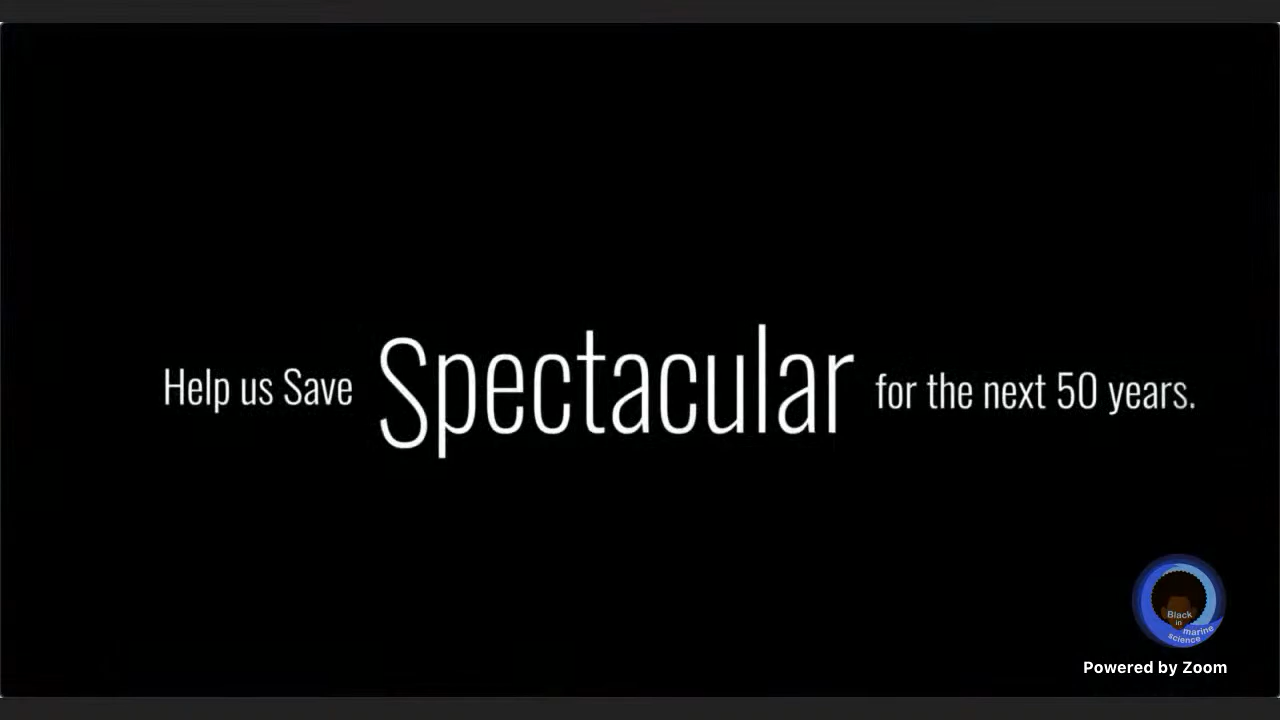 Help us Save Spectacular for the next 50 years.
Black
in
marine
science
Powered by Zoom